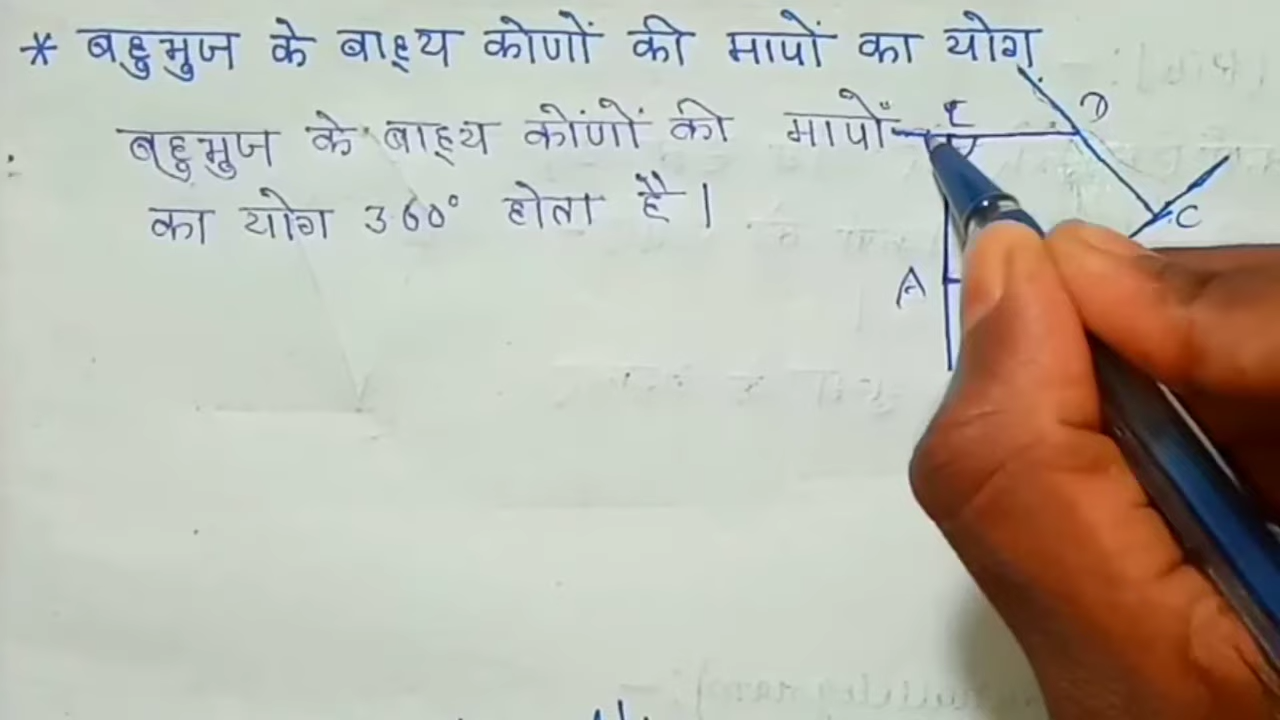 * बहुभुज के बाह्य कोणों की मापों का योग
बहुभुज के बाह्य कोंणों की मापों
का योग 360° होता है।
E
D
C
A